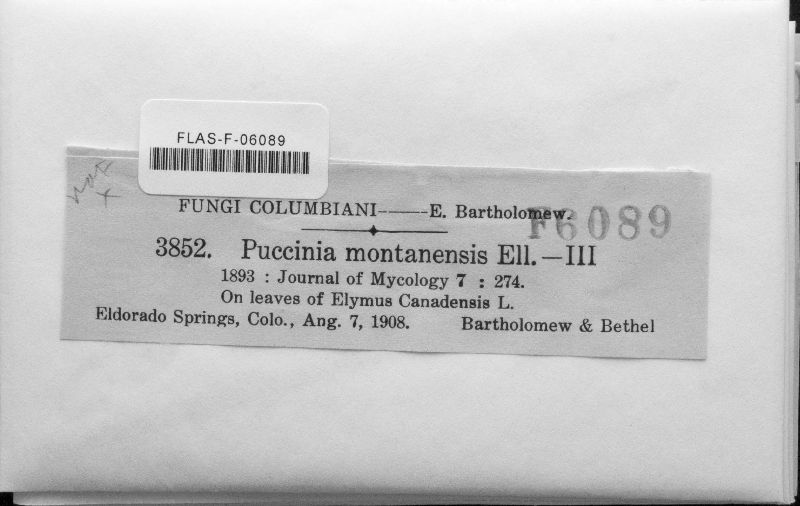 FLAS-F-06089
FUNGI COLUMBIANI——E. Bartholomew.
F6089
3852. Puccinia montanensis Ell.—III
1893 : Journal of Mycology 7 : 274.
On leaves of Elymus Canadensis L.
Eldorado Springs, Colo., Ang. 7, 1908. Bartholomew & Bethel